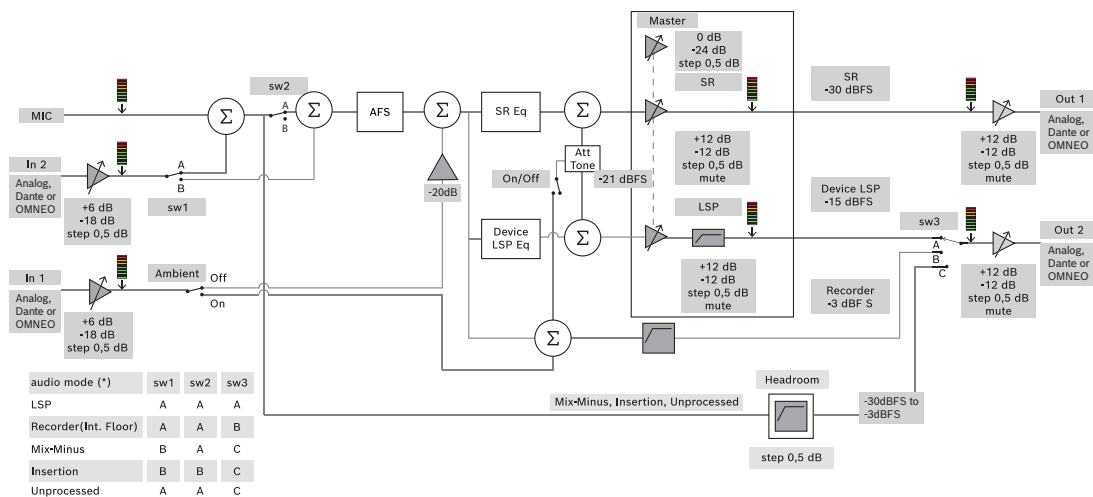 Master
0 dB
-24 dB
step 0,5 dB
SR
+12 dB
-12 dB
step 0,5 dB
mute
SR
-30 dBFS
Out 1
Analog,
Dante or
OMNEO
+12 dB
-12 dB
step 0,5 dB
mute
MIC
Σ
sw2
A
B
Σ
AFS
Σ
SR Eq
Σ
In 2
Analog,
Dante or
OMNEO
+6 dB
-18 dB
step 0,5 dB
A
B
sw1
-20dB
On/Off
Att
Tone
-21 dBFS
Device
LSP Eq
Σ
LSP
+12 dB
-12 dB
step 0,5 dB
mute
Device LSP
-15 dBFS
sw3
A
B
C
Out 2
Analog,
Dante or
OMNEO
+12 dB
-12 dB
step 0,5 dB
mute
Recorder
-3 dBF S
In 1
Analog,
Dante or
OMNEO
+6 dB
-18 dB
step 0,5 dB
Ambient
Off
On
Σ
Mix-Minus, Insertion, Unprocessed
Headroom
step 0,5 dB
-30dBFS to
-3dBFS
audio mode (*) sw1 sw2 sw3
LSP A A A
Recorder(Int. Floor) A A B
Mix-Minus B A C
Insertion B B C
Unprocessed A A C